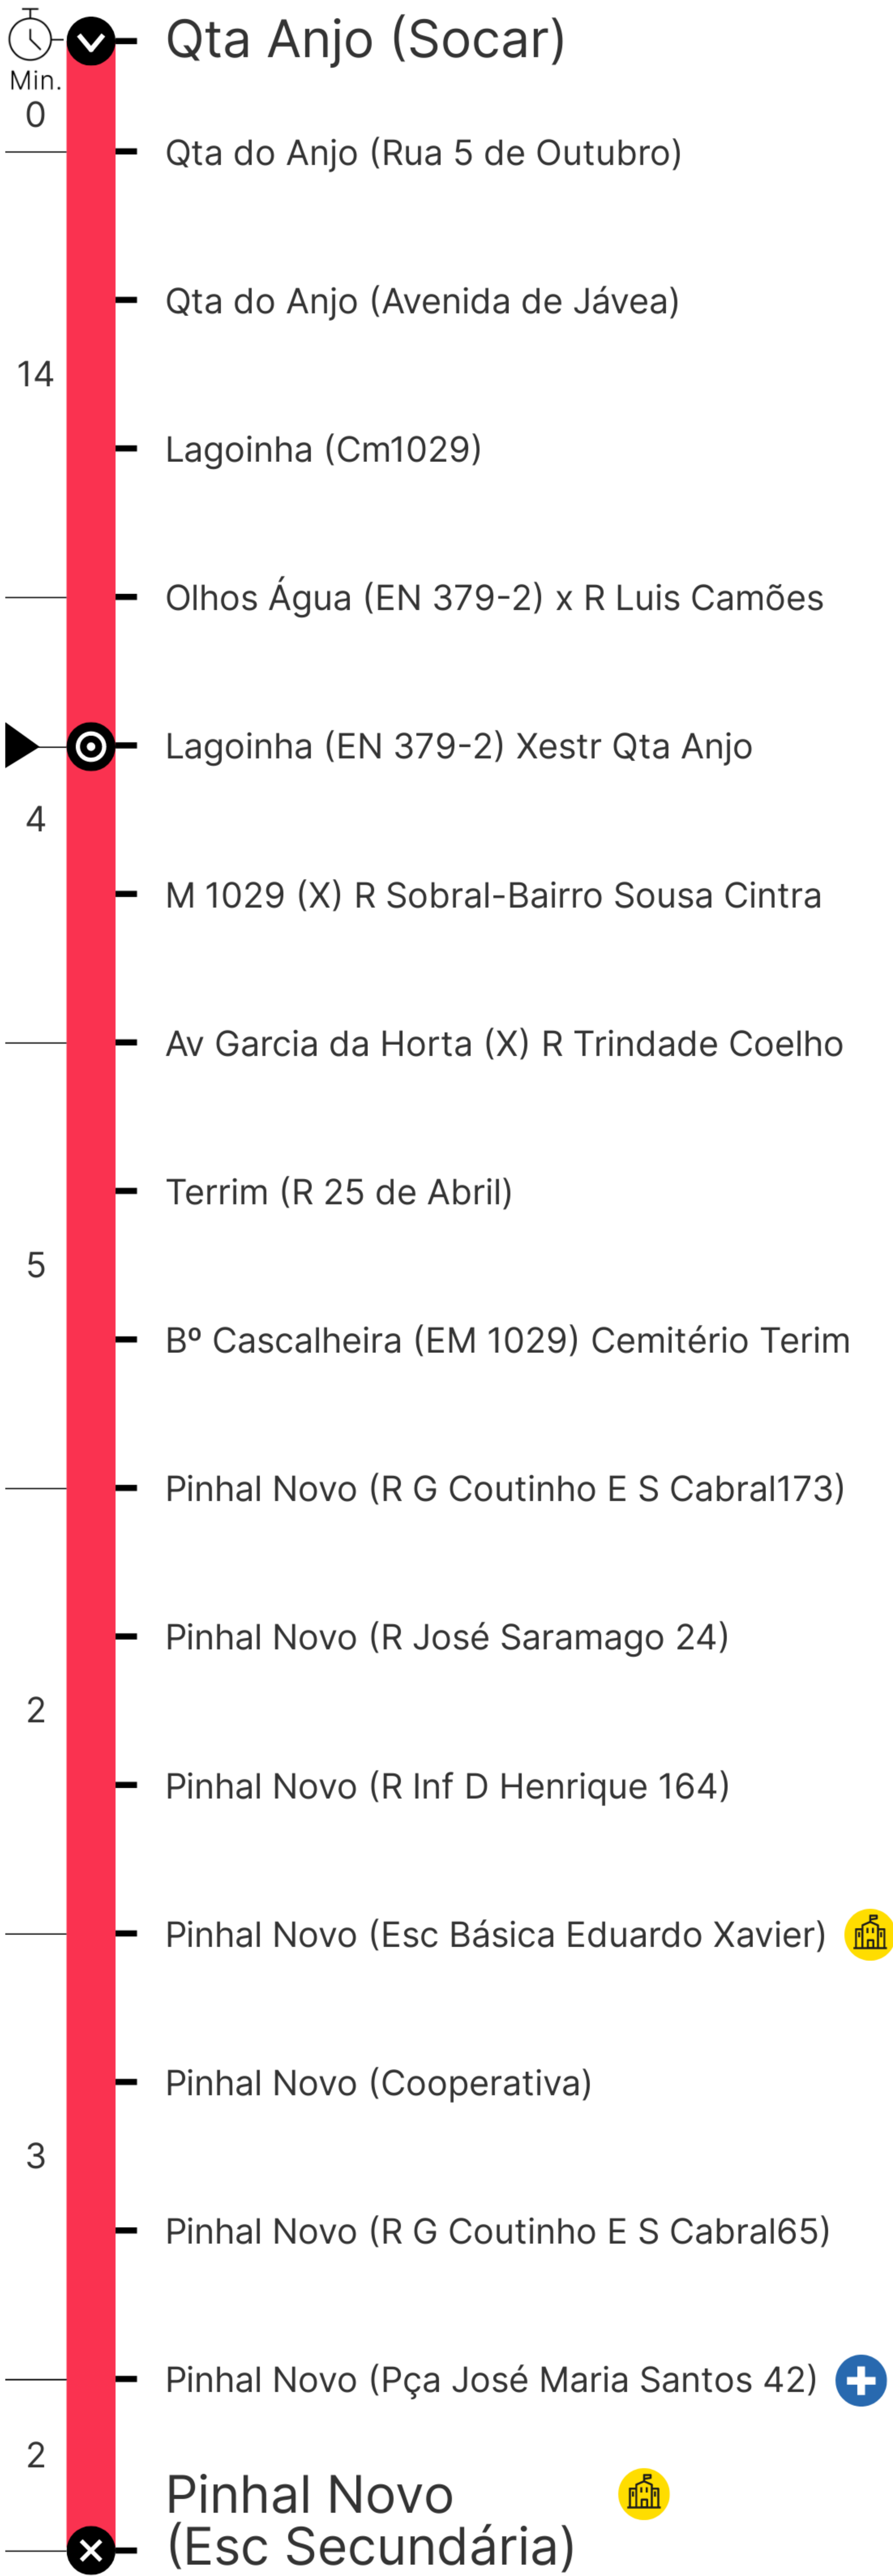 Qta Anjo (Socar)
Min.
0
Qta do Anjo (Rua 5 de Outubro)
Qta do Anjo (Avenida de Jávea)
14
Lagoinha (Cm1029)
Olhos Água (EN 379-2) x R Luis Camões
Lagoinha (EN 379-2) Xestr Qta Anjo
4
M 1029 (X) R Sobral-Bairro Sousa Cintra
Av Garcia da Horta (X) R Trindade Coelho
Terrim (R 25 de Abril)
5
Bº Cascalheira (EM 1029) Cemitério Terim
Pinhal Novo (R G Coutinho E S Cabral173)
Pinhal Novo (R José Saramago 24)
2
Pinhal Novo (R Inf D Henrique 164)
Pinhal Novo (Esc Básica Eduardo Xavier)
Pinhal Novo (Cooperativa)
3
Pinhal Novo (R G Coutinho E S Cabral65)
Pinhal Novo (Pça José Maria Santos 42)
2
Pinhal Novo
(Esc Secundária)